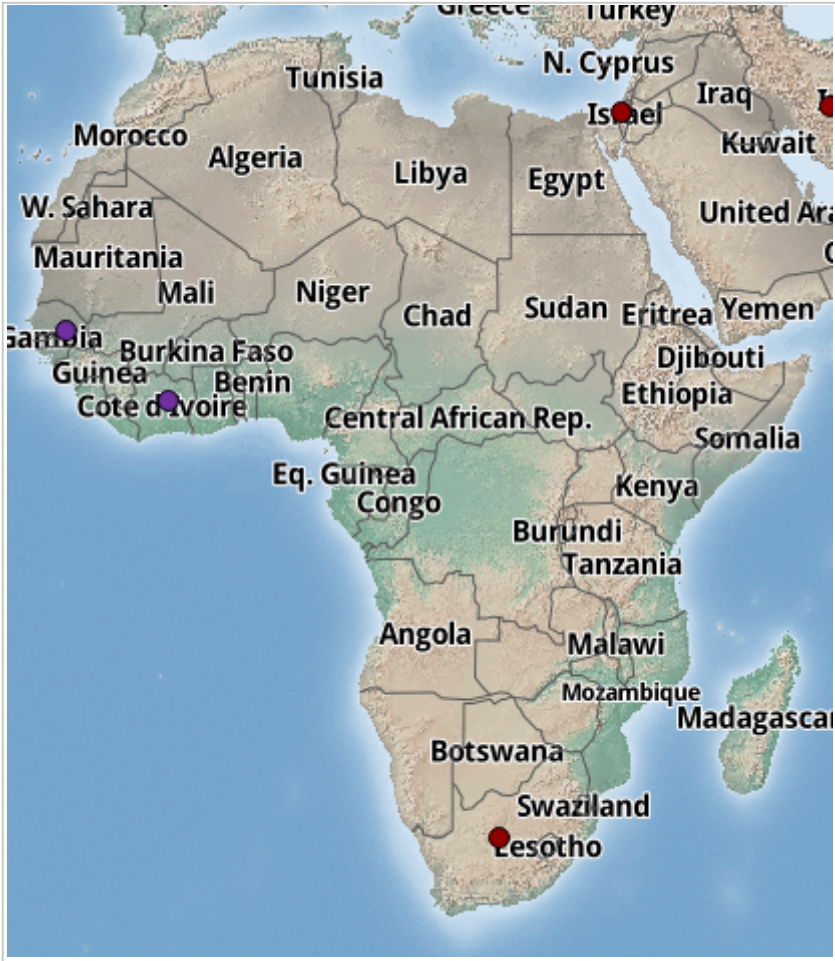 Greece
Turkey
N. Cyprus
Tunisia
Israel
Iraq
Morocco
Kuwait
Algeria
Libya
Egypt
W. Sahara
United Ara
Mauritania
Mali
Niger
Chad
Sudan
Eritrea
Yemen
Gambia
Burkina Faso
Djibouti
Guinea
Benin
Ethiopia
Cote d'Ivoire
Central African Rep.
Somalia
Eq. Guinea
Kenya
Congo
Burundi
Tanzania
Angola
Malawi
Mozambique
Madagascar
Botswana
Swaziland
Lesotho